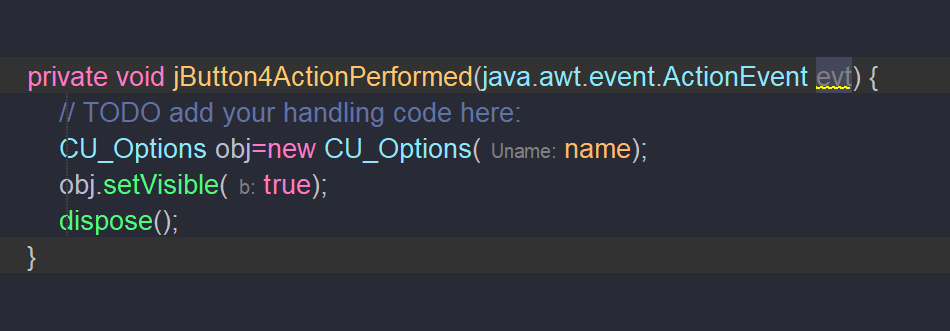 private void jButton4ActionPerformed(java.awt.event.ActionEvent evt) {
// TODO add your handling code here:
CU_Options obj=new CU_Options( Uname: name);
obj.setVisible( b: true);
dispose();
}